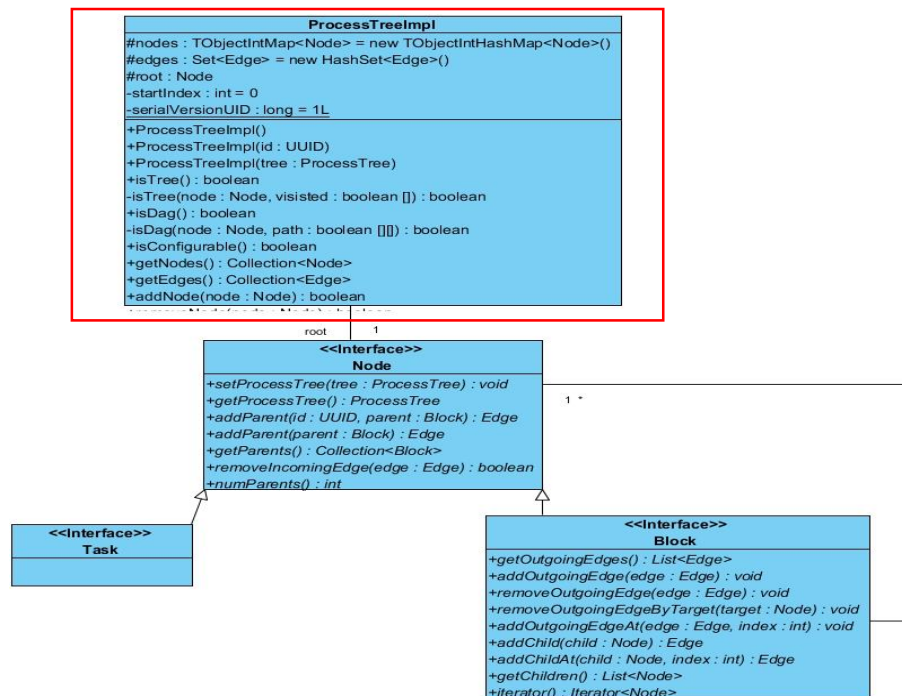 ProcessTreeImpl
#nodes : TObjectIntMap<Node> = new TObjectIntHashMap<Node>()
#edges : Set<Edge> = new HashSet<Edge>()
#root : Node
-startIndex : int = 0
-serialVersionUID : long = 1L
+ProcessTreeImpl()
+ProcessTreeImpl(id : UUID)
+ProcessTreeImpl(tree : ProcessTree)
+isTree() : boolean
-isTree(node : Node, visisted : boolean []) : boolean
+isDag() : boolean
-isDag(node : Node, path : boolean [][]) : boolean
+isConfigurable() : boolean
+getNodes() : Collection<Node>
+getEdges() : Collection<Edge>
+addNode(node : Node) : boolean
root 1
<<Interface>>
Node
+setProcessTree(tree : ProcessTree) : void
+getProcessTree() : ProcessTree
+addParent(id : UUID, parent : Block) : Edge
+addParent(parent : Block) : Edge
+getParents() : Collection<Block>
+removeIncomingEdge(edge : Edge) : boolean
+numParents() : int
1 *
<<Interface>>
Task
<<Interface>>
Block
+getOutgoingEdges() : List<Edge>
+addOutgoingEdge(edge : Edge) : void
+removeOutgoingEdge(edge : Edge) : void
+removeOutgoingEdgeByTarget(target : Node) : void
+addOutgoingEdgeAt(edge : Edge, index : int) : void
+addChild(child : Node) : Edge
+addChildAt(child : Node, index : int) : Edge
+getChildren() : List<Node>
+iterator() : Iterator<Node>